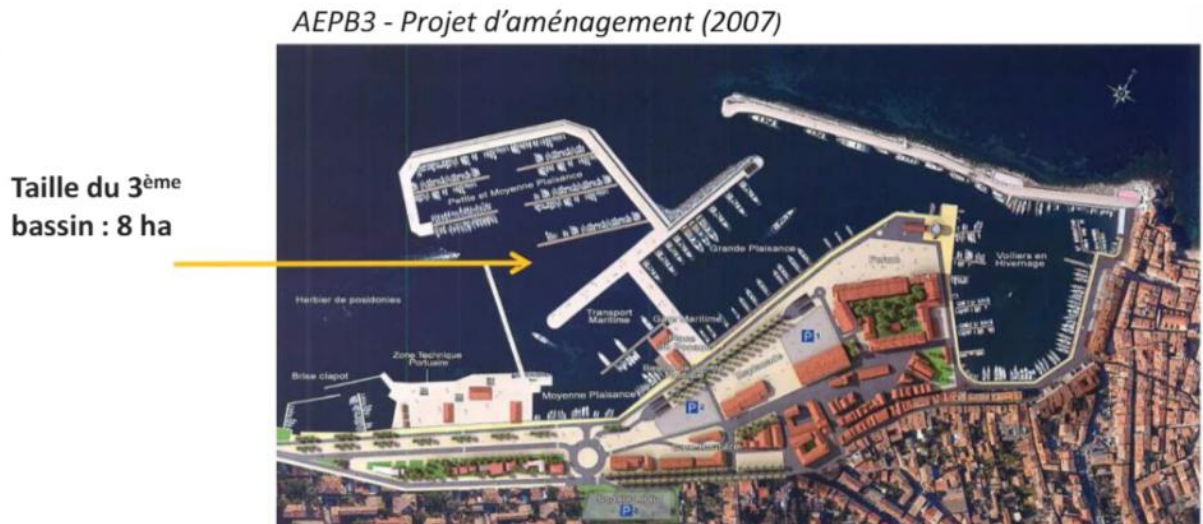 AEPB3 - Projet d’aménagement (2007)
Taille du 3ème
bassin : 8 ha
Petite et Moyenne Plaisance
Grande Plaisance
Voiliers en
Hivernage
Herbier de posidonies
Transport
Maritime
Gare Maritime
Zone Technique
Portuaire
Brise clapot
Moyenne Plaisance
P
P
P